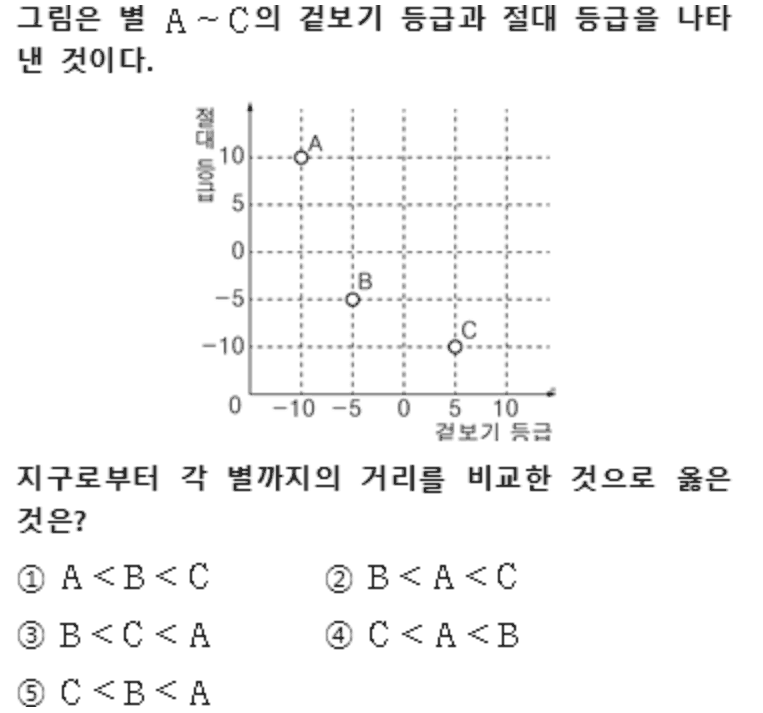 그림은 별 A ~ C의 겉보기 등급과 절대 등급을 나타
낸 것이다.
절대 등급
A
10
5
0
B
-5
C
-10
0 -10 -5 0 5 10
겉보기 등급
지구로부터 각 별까지의 거리를 비교한 것으로 옳은
것은?
① A < B < C ② B < A < C
③ B < C < A ④ C < A < B
⑤ C < B < A